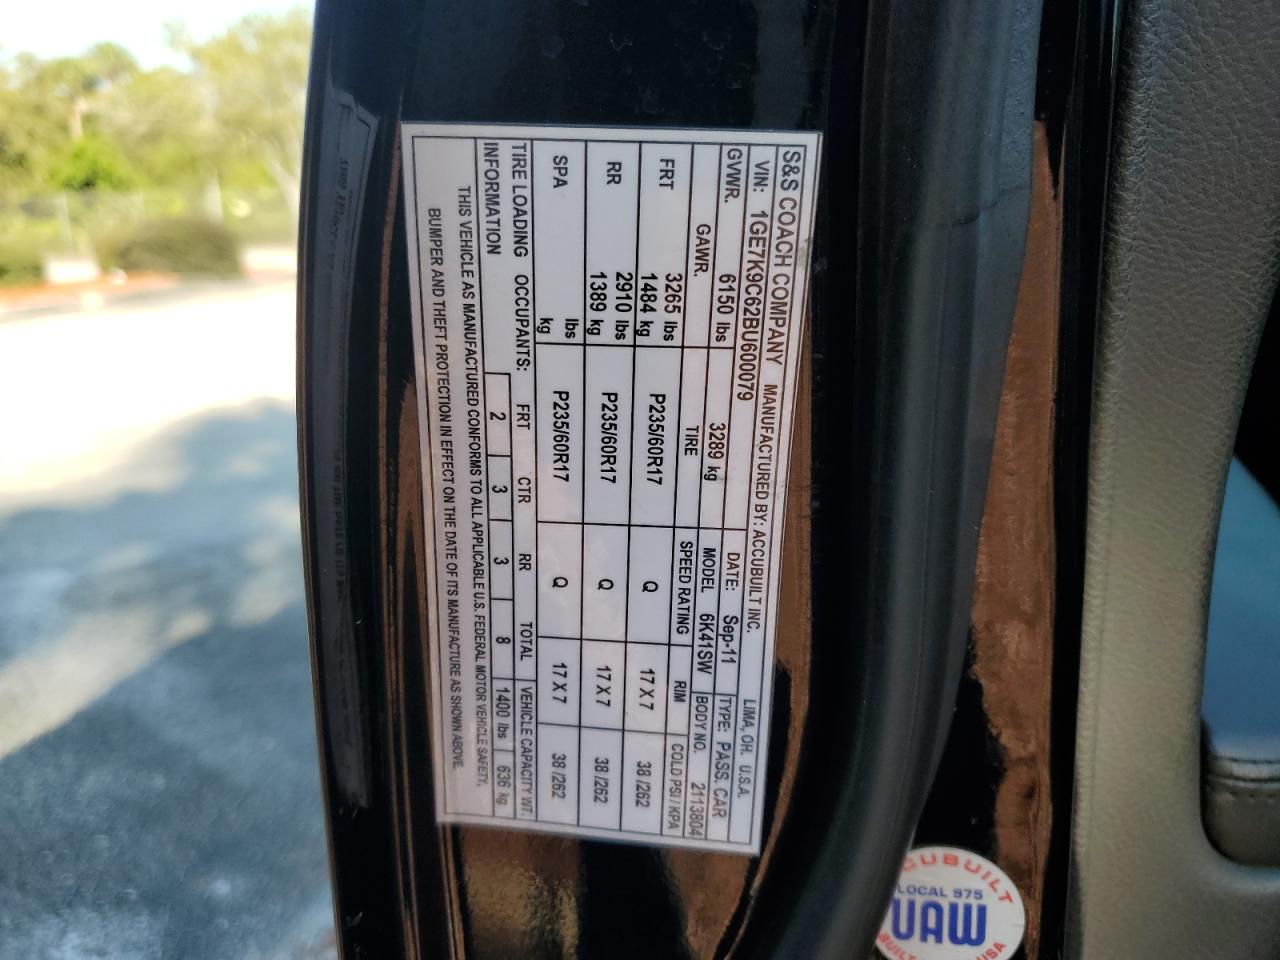 S&S COACH COMPANY MANUFACTURED BY: ACCUBUILT INC. LIMA, OH. U.S.A.
VIN: 1GE7K9C62BU600079 DATE: Sep-11 TYPE: PASS. CAR
GVWR. 6150 lbs 3289 kg MODEL 6K41SW BODY NO. 2113804
GAWR. TIRE SPEED RATING RIM COLD PSI / KPA
FRT 3265 lbs 1484 kg P235/60R17 Q 17 X 7 38 /262
RR 2910 lbs 1389 kg P235/60R17 Q 17 X 7 38 /262
SPA lbs kg P235/60R17 Q 17 X 7 38 /262
TIRE LOADING OCCUPANTS: FRT CTR RR TOTAL VEHICLE CAPACITY WT.
INFORMATION 2 3 3 8 1400 lbs 636 kg
THIS VEHICLE AS MANUFACTURED CONFORMS TO ALL APPLICABLE U.S. FEDERAL MOTOR VEHICLE SAFETY,
BUMPER AND THEFT PROTECTION IN EFFECT ON THE DATE OF ITS MANUFACTURE AS SHOWN ABOVE.
LOCAL 975
UAW